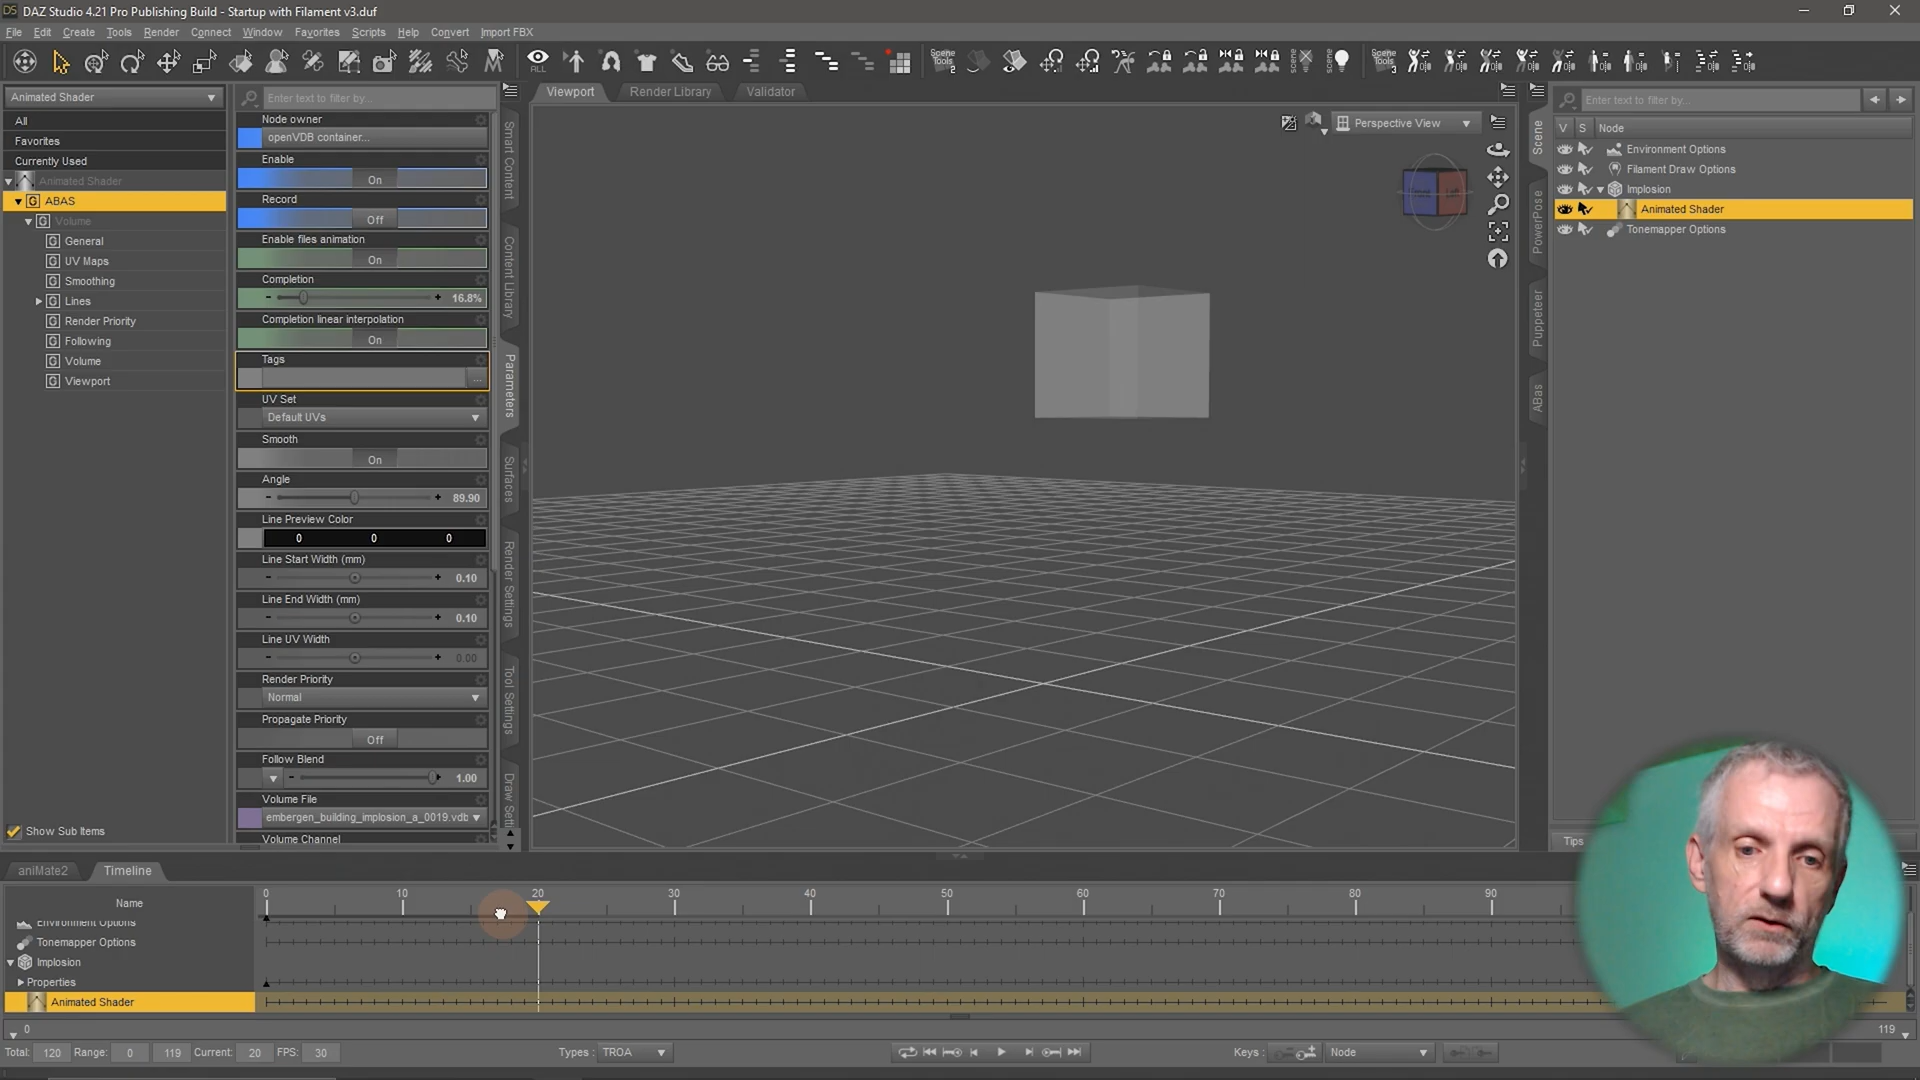 DAZ Studio 4.21 Pro Publishing Build - Startup with Filament v3.duf
File Edit Create Tools Render Connect Window Favorites Scripts Help Convert Import FBX
ALL
Scene Tools 2
Scene Tools 3
Animated Shader
All
Favorites
Currently Used
Animated Shader
ABAS
Volume
General
UV Maps
Smoothing
Lines
Render Priority
Following
Volume
Viewport
Show Sub Items
Enter text to filter by...
Node owner
openVDB container...
Enable
On
Record
Off
Enable files animation
On
Completion
16.8%
Completion linear interpolation
On
Tags
...
UV Set
Default UVs
Smooth
On
Angle
89.90
Line Preview Color
0 0 0
Line Start Width (mm)
0.10
Line End Width (mm)
0.10
Line UV Width
0.00
Render Priority
Normal
Propagate Priority
Off
Follow Blend
1.00
Volume File
embergen_building_implosion_a_0019.vdb
Volume Channel
Smart Content
Content Library
Parameters
Surfaces
Render Settings
Tool Settings
Draw Setti
Viewport Render Library Validator
Perspective View
Scene
PowerPose
Puppeteer
ABas
Enter text to filter by...
V S Node
Environment Options
Filament Draw Options
Implosion
Animated Shader
Tonemapper Options
Tips
aniMate2 Timeline
Name
0 10 20 30 40 50 60 70 80 90
Environment Options
Tonemapper Options
Implosion
Properties
Animated Shader
0 119
Total: 120 Range: 0 119 Current: 20 FPS: 30 Types: TROA Keys: Node